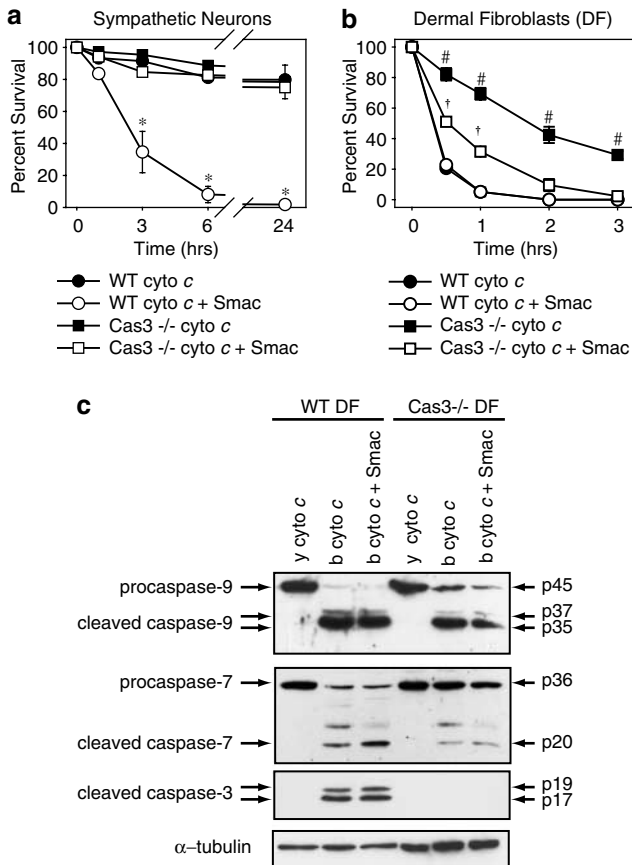 a
Sympathetic Neurons
Percent Survival
100
80
60
40
20
0
*
*
*
0
3
6
24
Time (hrs)
WT cyto c
WT cyto c + Smac
Cas3 -/- cyto c
Cas3 -/- cyto c + Smac
b
Dermal Fibroblasts (DF)
Percent Survival
100
80
60
40
20
0
#
#
#
#
†
†
0
1
2
3
Time (hrs)
WT cyto c
WT cyto c + Smac
Cas3 -/- cyto c
Cas3 -/- cyto c + Smac
c
WT DF
Cas3-/- DF
y cyto c
b cyto c
b cyto c + Smac
y cyto c
b cyto c
b cyto c + Smac
procaspase-9
p45
p37
cleaved caspase-9
p35
procaspase-7
p36
cleaved caspase-7
p20
cleaved caspase-3
p19
p17
α–tubulin